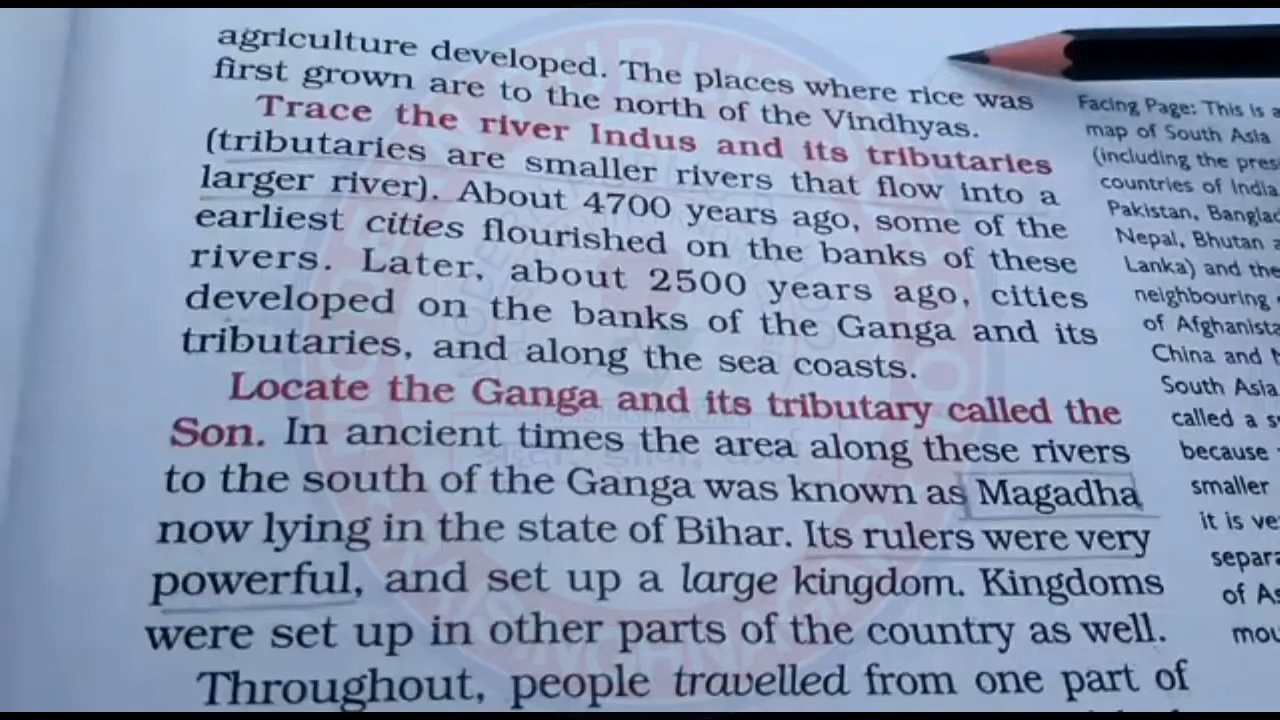 agriculture developed. The places where rice was
first grown are to the north of the Vindhyas.
Trace the river Indus and its tributaries
(tributaries are smaller rivers that flow into a
larger river). About 4700 years ago, some of the
earliest cities flourished on the banks of these
rivers. Later, about 2500 years ago, cities
developed on the banks of the Ganga and its
tributaries, and along the sea coasts.
Locate the Ganga and its tributary called the
Son. In ancient times the area along these rivers
to the south of the Ganga was known as Magadha
now lying in the state of Bihar. Its rulers were very
powerful, and set up a large kingdom. Kingdoms
were set up in other parts of the country as well.
Throughout, people travelled from one part of
Facing Page: This is a
map of South Asia
(including the pres
countries of India
Pakistan, Banglad
Nepal, Bhutan a
Lanka) and the
neighbouring
of Afghanista
China and
South Asia
called a s
because
smaller
it is ve
separa
of As
mou